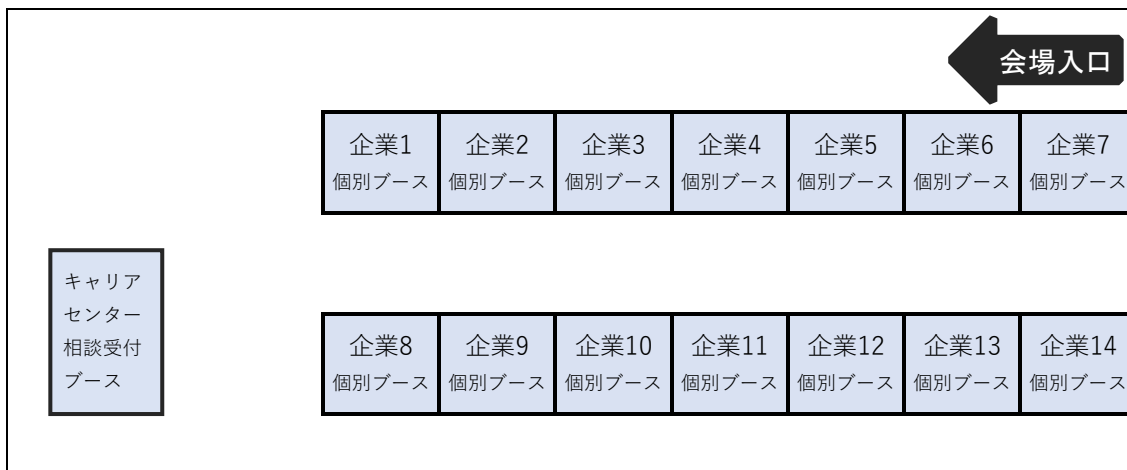 会場入口
企業1 企業2 企業3 企業4 企業5 企業6 企業7
個別ブース 個別ブース 個別ブース 個別ブース 個別ブース 個別ブース 個別ブース
キャリア
センター
相談受付
ブース
企業8 企業9 企業10 企業11 企業12 企業13 企業14
個別ブース 個別ブース 個別ブース 個別ブース 個別ブース 個別ブース 個別ブース